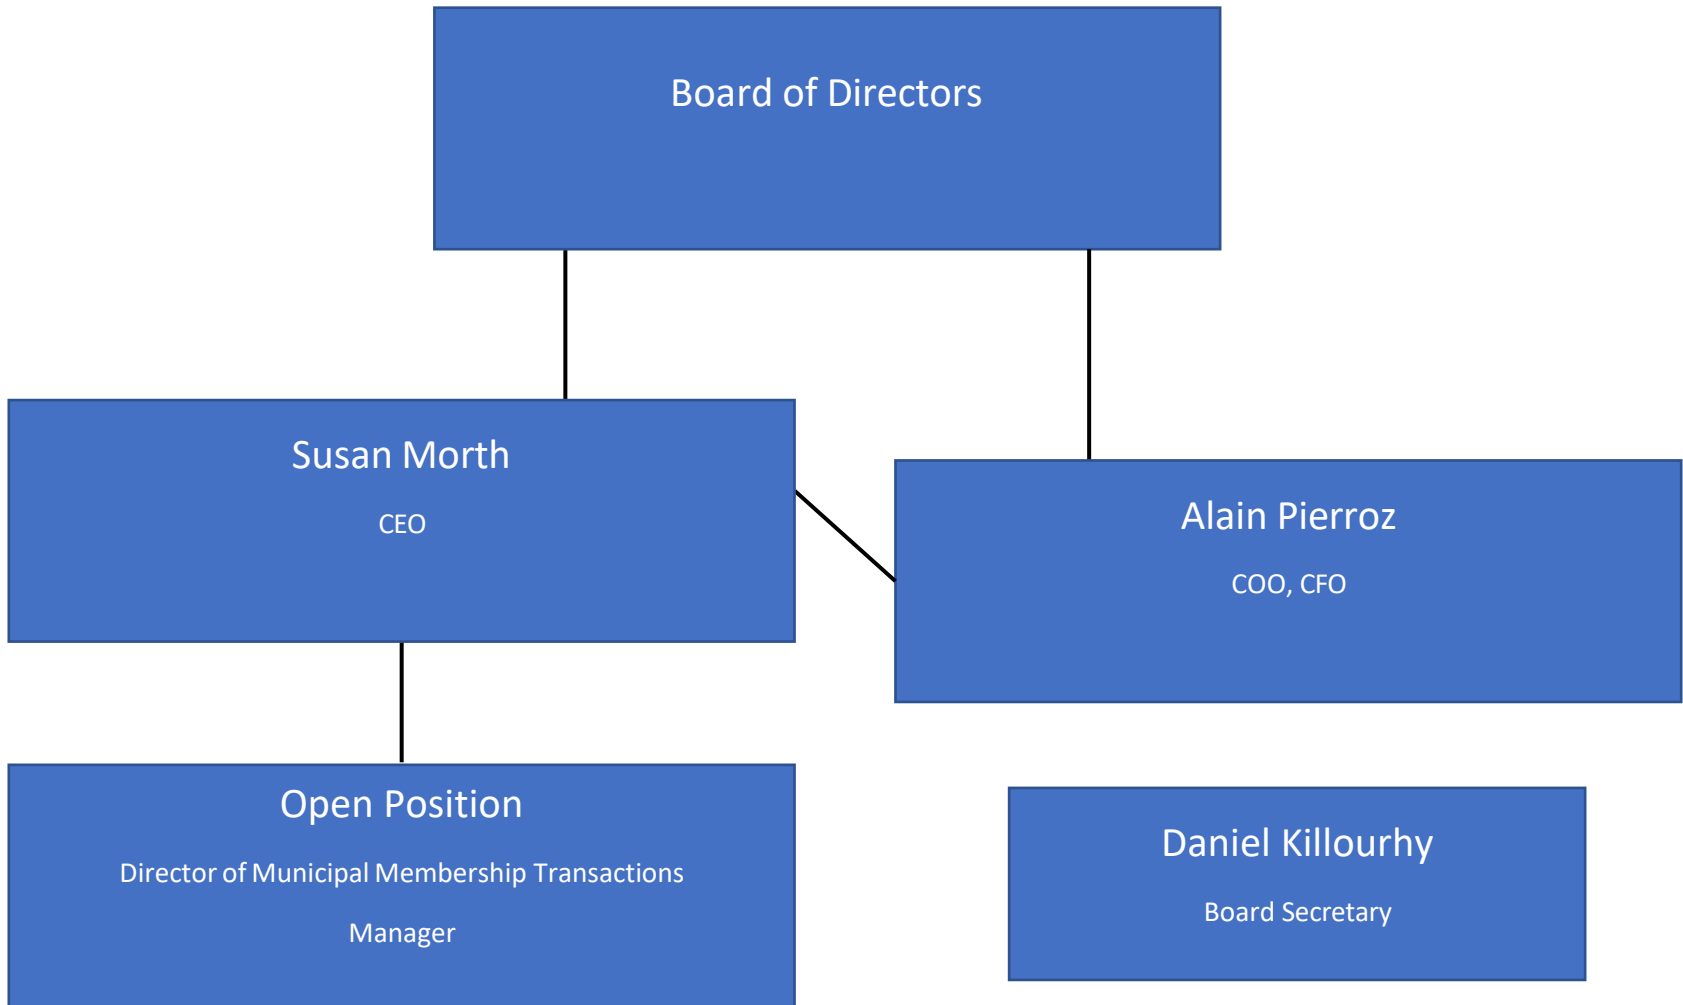 Board of Directors
Susan Morth
CEO
Alain Pierroz
COO, CFO
Open Position
Director of Municipal Membership Transactions
Manager
Daniel Killourhy
Board Secretary